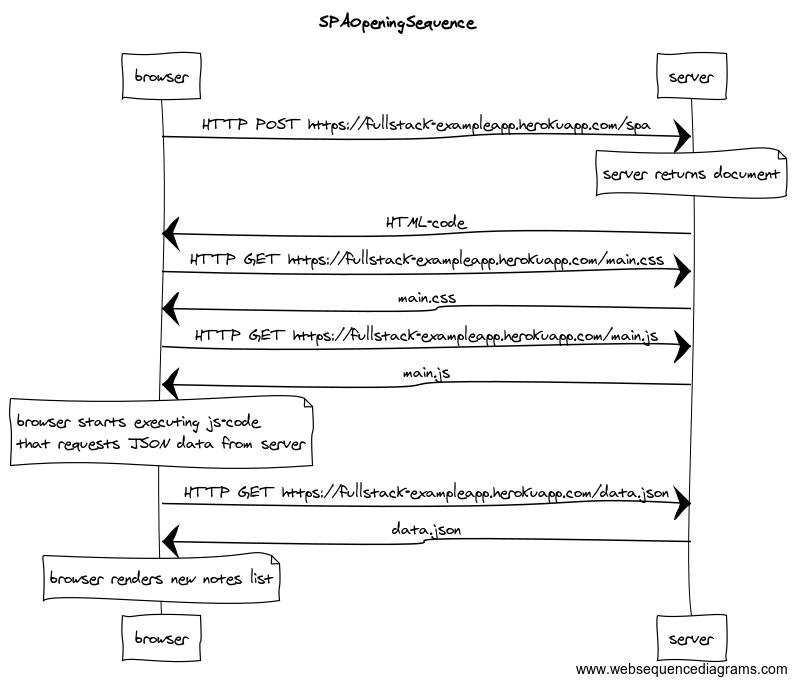 SPAOpeningSequence
browser
server
HTTP POST https://fullstack-exampleapp.herokuapp.com/spa
server returns document
HTML-code
HTTP GET https://fullstack-exampleapp.herokuapp.com/main.css
main.css
HTTP GET https://fullstack-exampleapp.herokuapp.com/main.js
main.js
browser starts executing js-code
that requests JSON data from server
HTTP GET https://fullstack-exampleapp.herokuapp.com/data.json
data.json
browser renders new notes list
browser
server
www.websequencediagrams.com